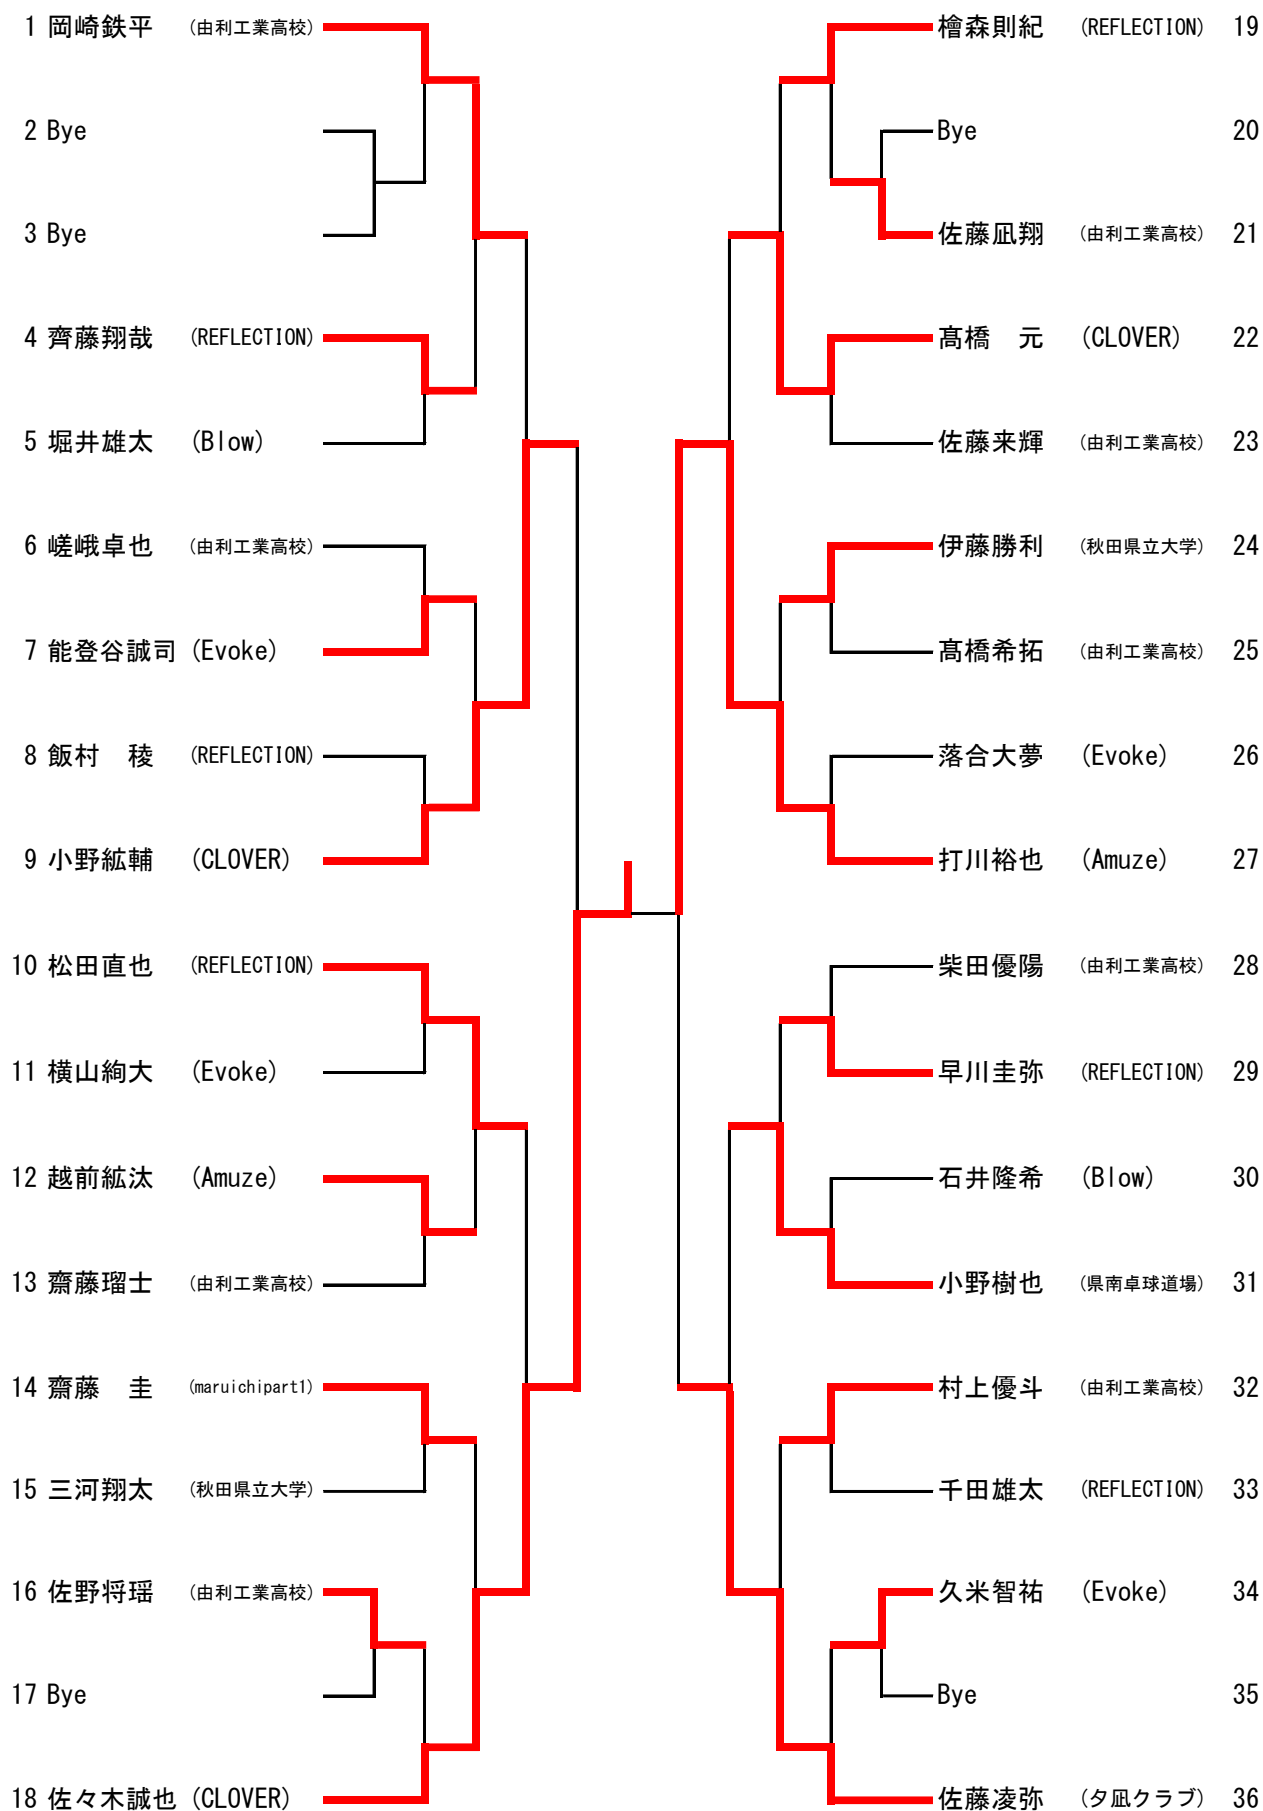 1 岡崎鉄平 (由利工業高校)
2 Bye
3 Bye
4 齊藤翔哉 (REFLECTION)
5 堀井雄太 (Blow)
6 嵯峨卓也 (由利工業高校)
7 能登谷誠司 (Evoke)
8 飯村　稜 (REFLECTION)
9 小野紘輔 (CLOVER)
10 松田直也 (REFLECTION)
11 横山絢大 (Evoke)
12 越前紘汰 (Amuze)
13 齋藤瑠士 (由利工業高校)
14 齋藤　圭 (maruichipart1)
15 三河翔太 (秋田県立大学)
16 佐野将瑶 (由利工業高校)
17 Bye
18 佐々木誠也 (CLOVER)
檜森則紀 (REFLECTION) 19
Bye 20
佐藤凪翔 (由利工業高校) 21
髙橋　元 (CLOVER) 22
佐藤来輝 (由利工業高校) 23
伊藤勝利 (秋田県立大学) 24
髙橋希拓 (由利工業高校) 25
落合大夢 (Evoke) 26
打川裕也 (Amuze) 27
柴田優陽 (由利工業高校) 28
早川圭弥 (REFLECTION) 29
石井隆希 (Blow) 30
小野樹也 (県南卓球道場) 31
村上優斗 (由利工業高校) 32
千田雄太 (REFLECTION) 33
久米智祐 (Evoke) 34
Bye 35
佐藤凌弥 (夕凪クラブ) 36